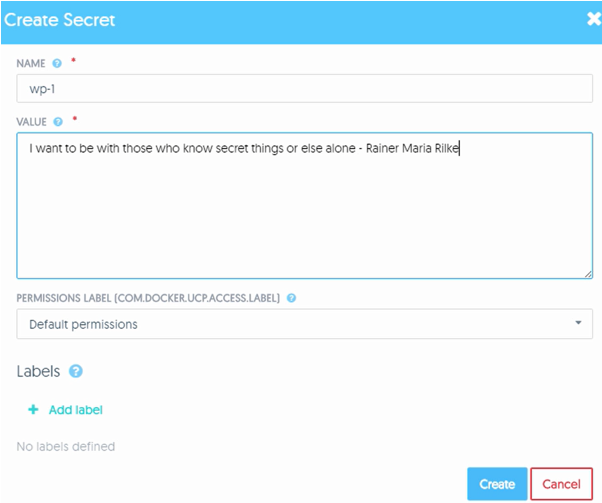 Create Secret
NAME ? *
wp-1
VALUE ? *
I want to be with those who know secret things or else alone - Rainer Maria Rilke
PERMISSIONS LABEL (COM.DOCKER.UCP.ACCESS.LABEL) ?
Default permissions
Labels ?
+ Add label
No labels defined
Create Cancel